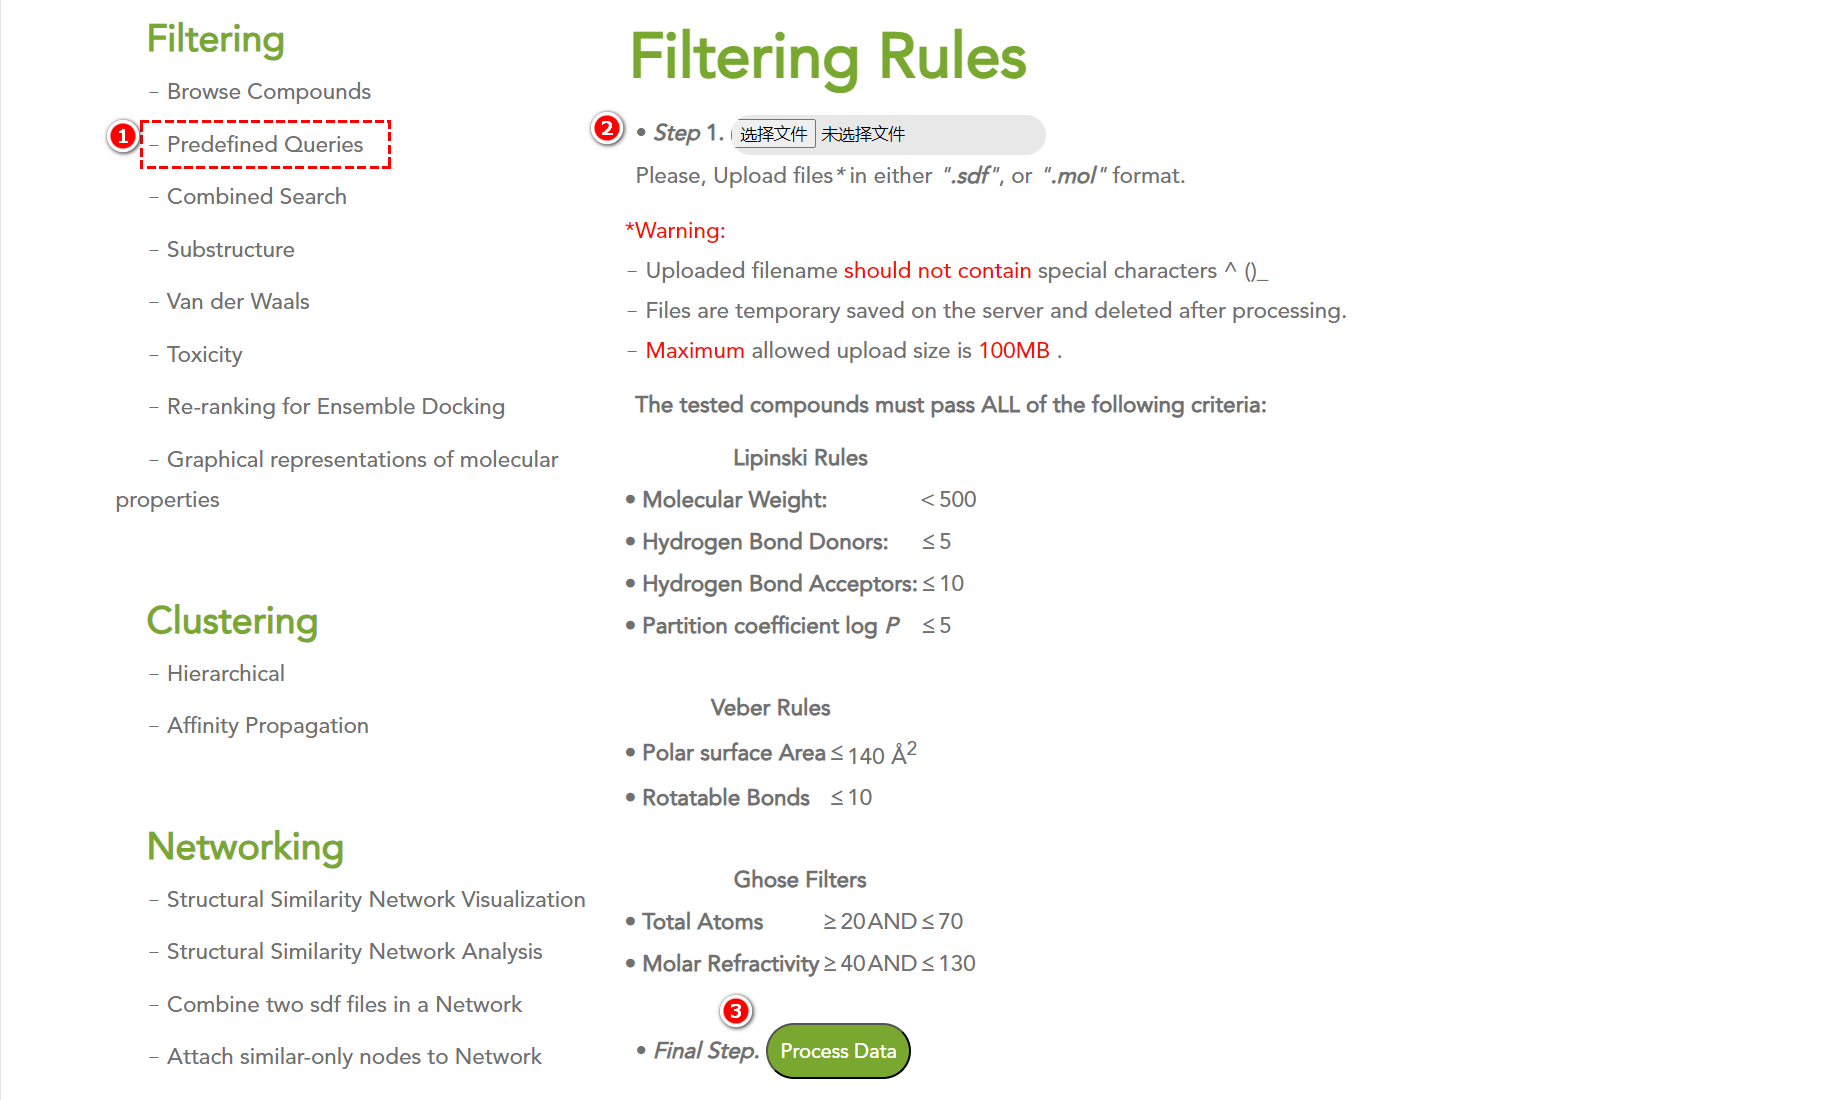 Filtering
– Browse Compounds
1
– Predefined Queries
– Combined Search
– Substructure
– Van der Waals
– Toxicity
– Re-ranking for Ensemble Docking
– Graphical representations of molecular
properties
Clustering
– Hierarchical
– Affinity Propagation
Networking
– Structural Similarity Network Visualization
– Structural Similarity Network Analysis
– Combine two sdf files in a Network
– Attach similar-only nodes to Network
Filtering Rules
2
• Step 1. 选择文件 未选择文件
Please, Upload files* in either ".sdf", or ".mol" format.
*Warning:
– Uploaded filename should not contain special characters ^ ()_
– Files are temporary saved on the server and deleted after processing.
– Maximum allowed upload size is 100MB .
The tested compounds must pass ALL of the following criteria:
Lipinski Rules
• Molecular Weight: < 500
• Hydrogen Bond Donors: ≤ 5
• Hydrogen Bond Acceptors: ≤ 10
• Partition coefficient log P ≤ 5
Veber Rules
• Polar surface Area ≤ 140 Å²
• Rotatable Bonds ≤ 10
Ghose Filters
• Total Atoms ≥ 20 AND ≤ 70
• Molar Refractivity ≥ 40 AND ≤ 130
3
• Final Step. Process Data